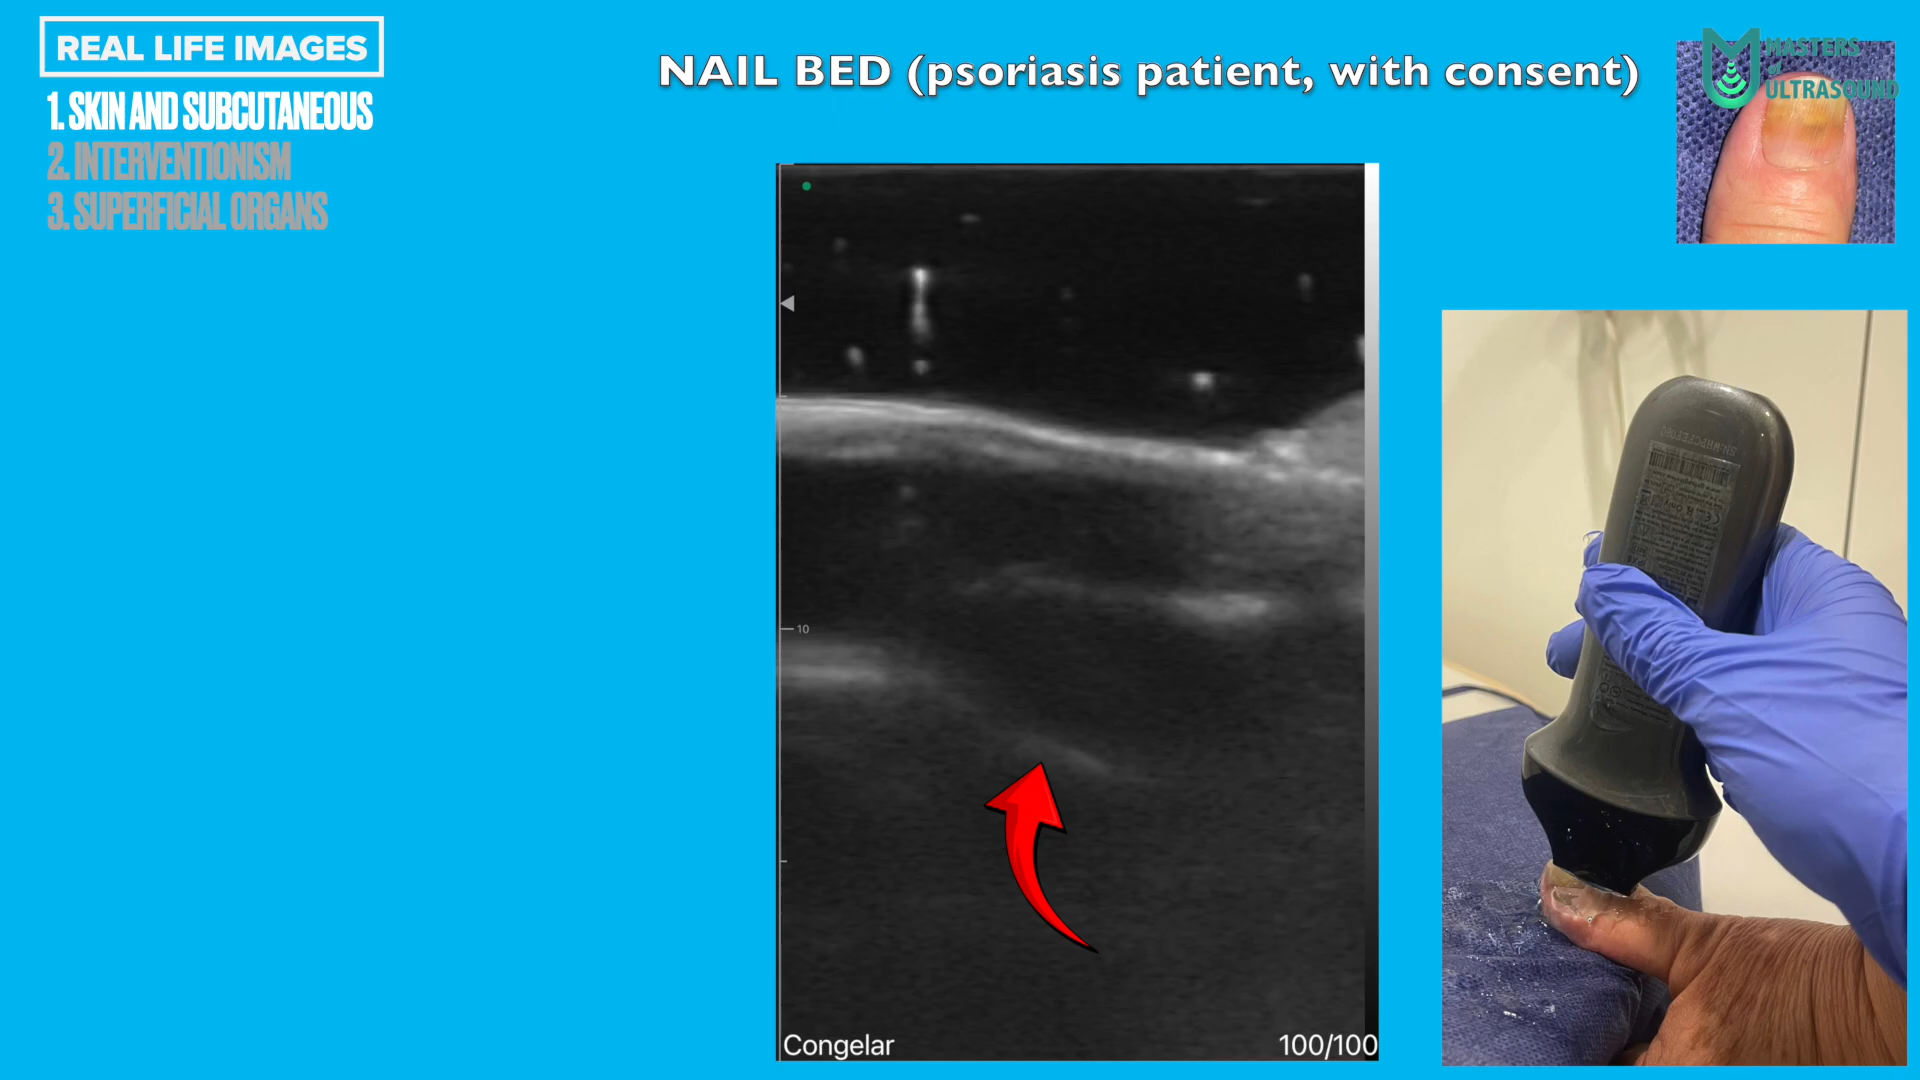 REAL LIFE IMAGES
1. SKIN AND SUBCUTANEOUS
2. INTERVENTIONISM
3. SUPERFICIAL ORGANS
NAIL BED (psoriasis patient, with consent)
MASTERS
of
ULTRASOUND
10
Congelar
100/100